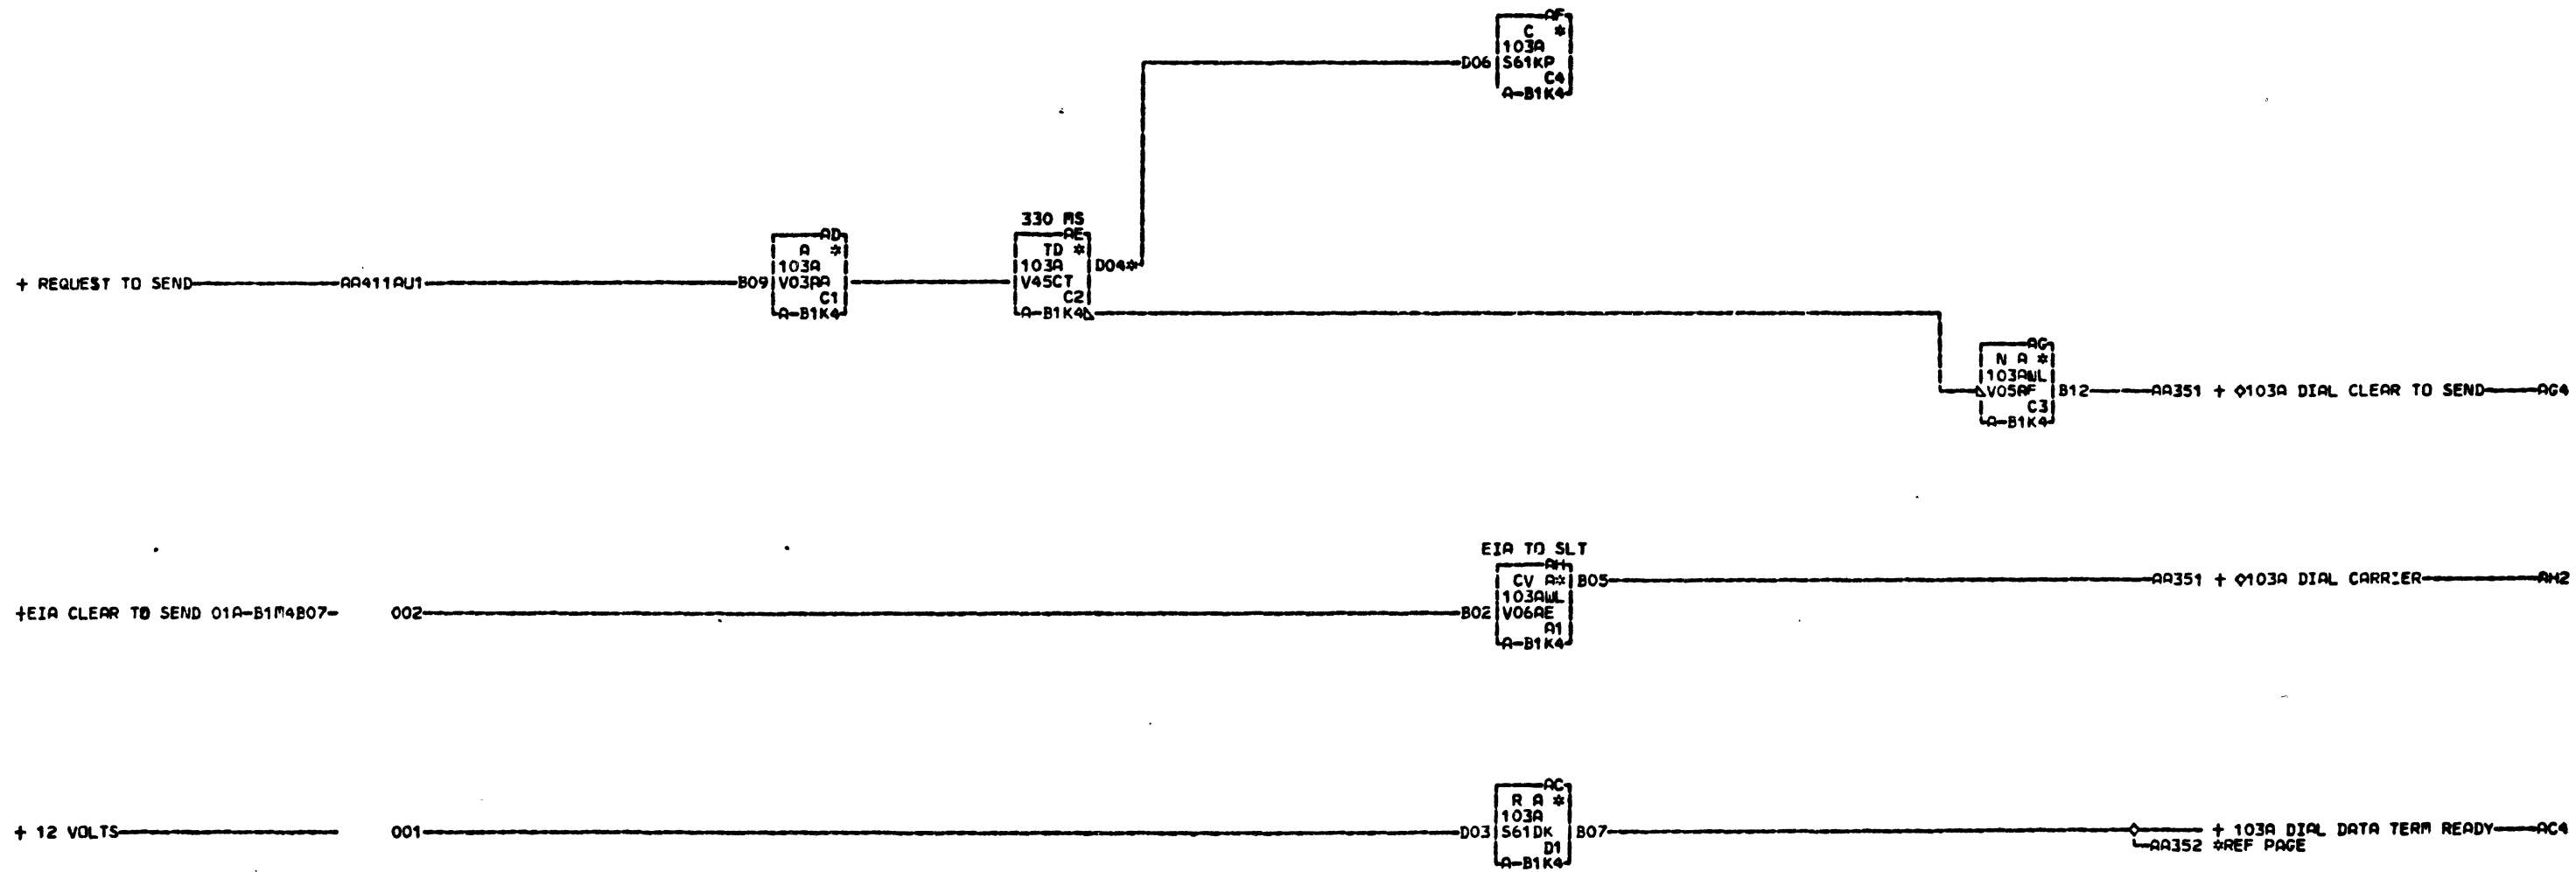 AF
C *
103A
D06 S61KP
C4
A-B1K4
330 MS
AD
A *
103A
+ REQUEST TO SEND AA411AU1 B09 V03AA
C1
A-B1K4
AE
TD *
103A D04*
V45CT
C2
A-B1K4
AG
N A *
103AWL
V05AF B12 AA351 + ◇103A DIAL CLEAR TO SEND AG4
C3
A-B1K4
EIA TO SLT
AH
CV A* B05 AA351 + ◇103A DIAL CARRIER AH2
103AWL
+EIA CLEAR TO SEND 01A-B1M4B07- 002 B02 V06AE
A1
A-B1K4
AC
R A *
103A
+ 12 VOLTS 001 D03 S61DK B07 + 103A DIAL DATA TERM READY AC4
D1
AA352 *REF PAGE
A-B1K4